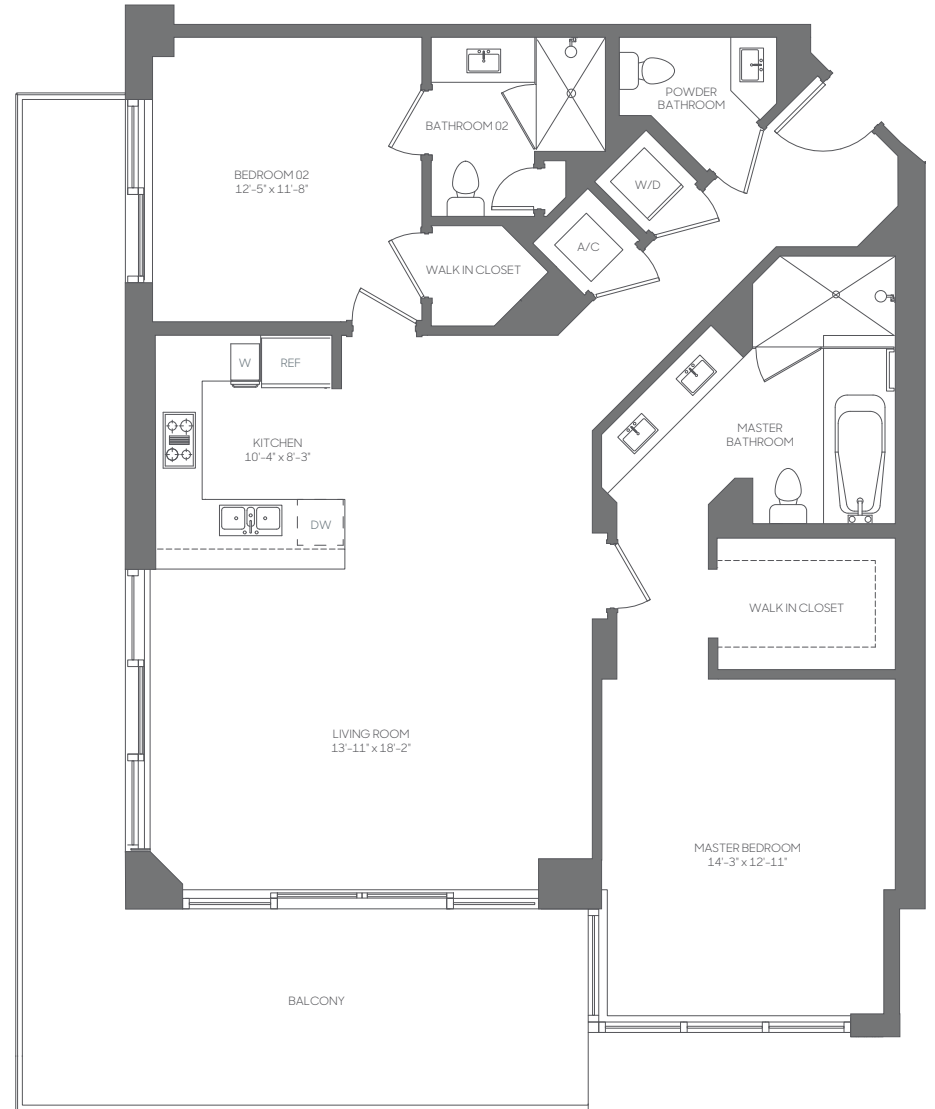 POWDER
BATHROOM
BATHROOM 02
BEDROOM 02
12'-5" x 11'-8"
W/D
A/C
WALK IN CLOSET
W
REF
KITCHEN
10'-4" x 8'-3"
MASTER
BATHROOM
DW
WALK IN CLOSET
LIVING ROOM
13'-11" x 18'-2"
MASTER BEDROOM
14'-3" x 12'-11"
BALCONY